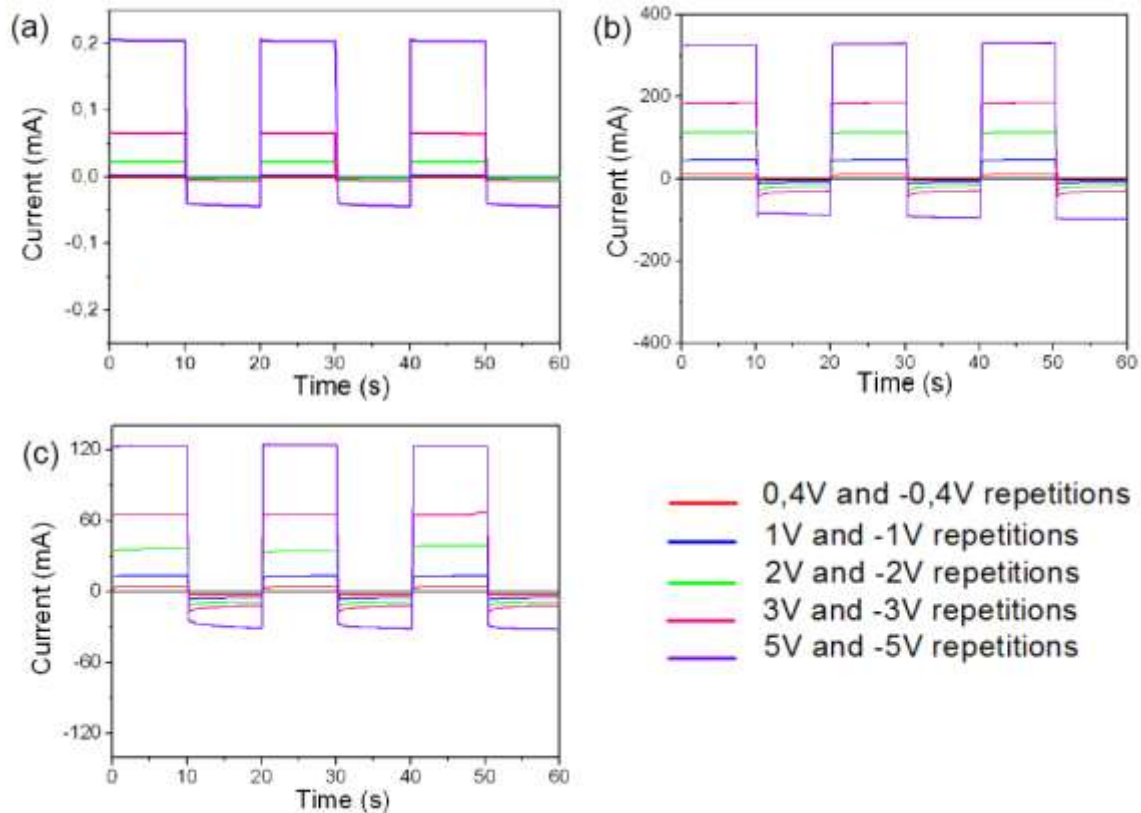 (a)
0,2
0,1
0,0
-0,1
-0,2
Current (mA)
0 10 20 30 40 50 60
Time (s)
(b)
400
200
0
-200
-400
Current (mA)
0 10 20 30 40 50 60
Time (s)
(c)
120
60
0
-60
-120
Current (mA)
0 10 20 30 40 50 60
Time (s)
0,4V and -0,4V repetitions
1V and -1V repetitions
2V and -2V repetitions
3V and -3V repetitions
5V and -5V repetitions